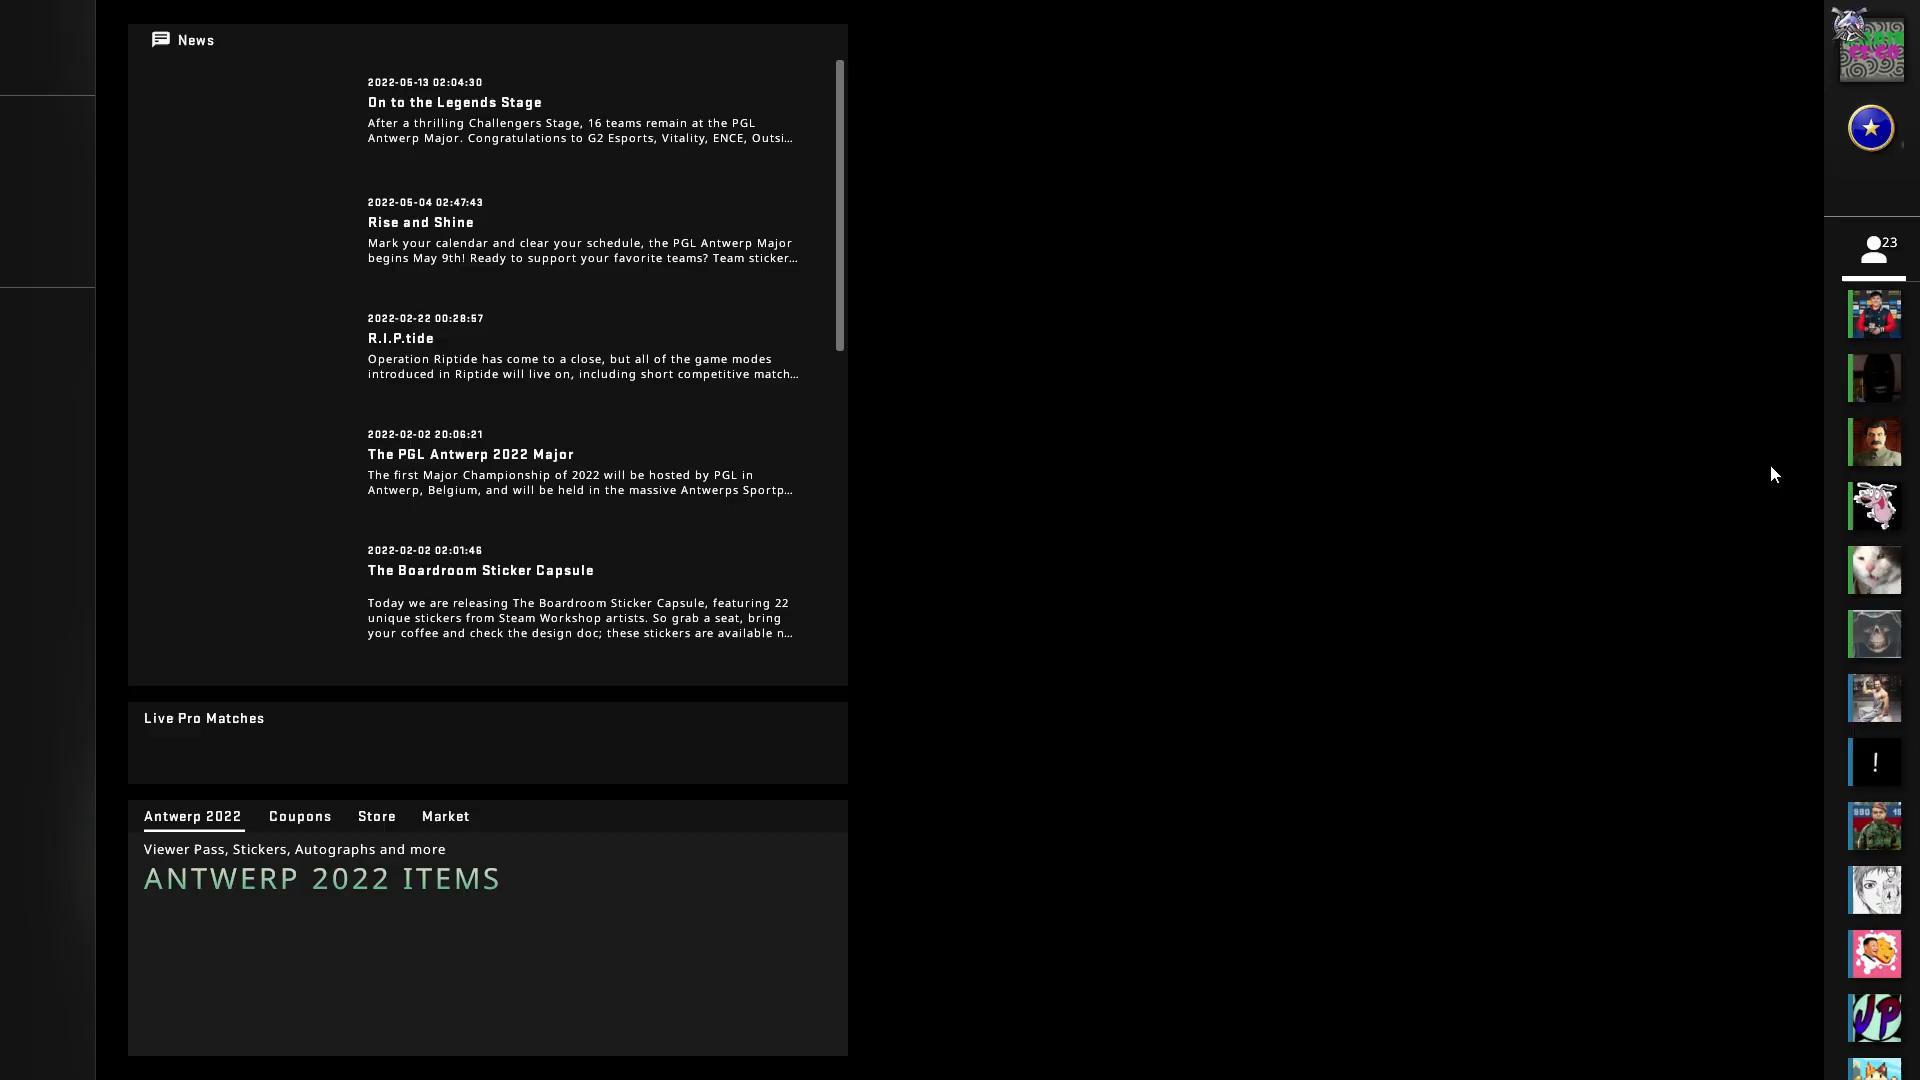 News
2022-05-13 02:04:30
On to the Legends Stage
After a thrilling Challengers Stage, 16 teams remain at the PGL
Antwerp Major. Congratulations to G2 Esports, Vitality, ENCE, Outsi...
2022-05-04 02:47:43
Rise and Shine
Mark your calendar and clear your schedule, the PGL Antwerp Major
begins May 9th! Ready to support your favorite teams? Team sticker...
2022-02-22 00:28:57
R.I.P.tide
Operation Riptide has come to a close, but all of the game modes
introduced in Riptide will live on, including short competitive match...
2022-02-02 20:06:21
The PGL Antwerp 2022 Major
The first Major Championship of 2022 will be hosted by PGL in
Antwerp, Belgium, and will be held in the massive Antwerps Sportp...
2022-02-02 02:01:46
The Boardroom Sticker Capsule
Today we are releasing The Boardroom Sticker Capsule, featuring 22
unique stickers from Steam Workshop artists. So grab a seat, bring
your coffee and check the design doc; these stickers are available n...
Live Pro Matches
Antwerp 2022 Coupons Store Market
Viewer Pass, Stickers, Autographs and more
ANTWERP 2022 ITEMS
23
!
JP